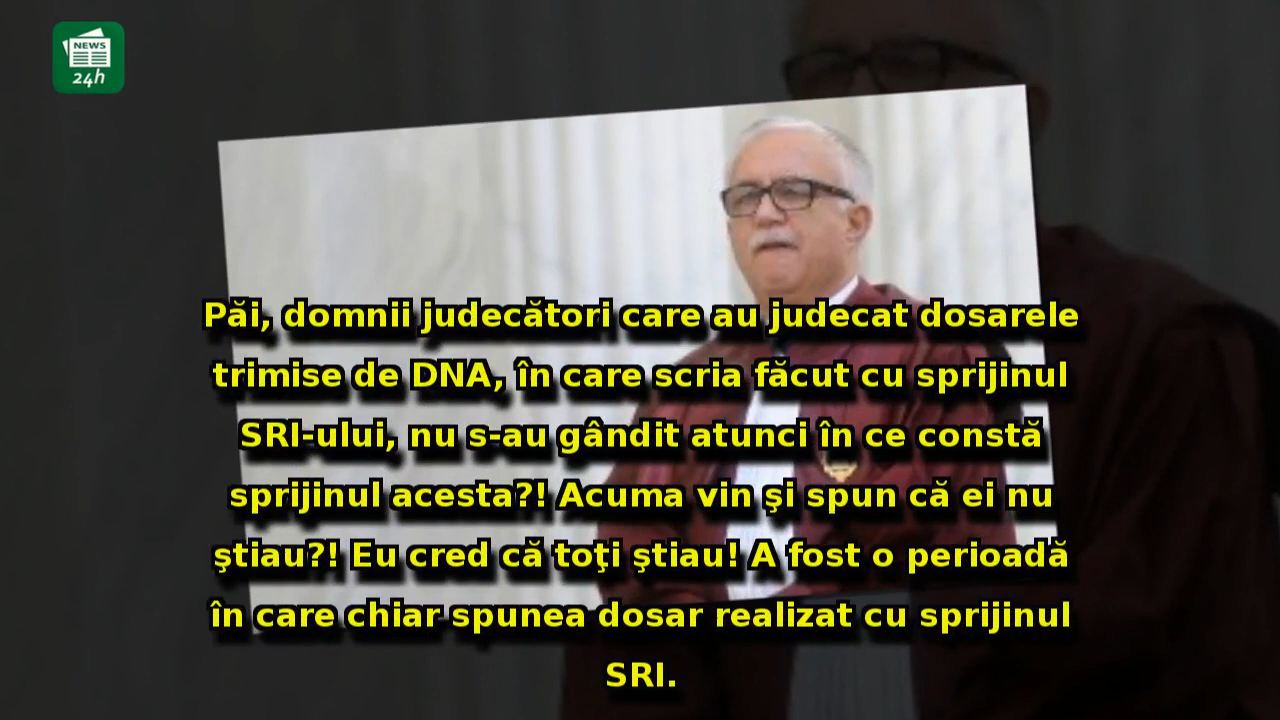 NEWS
24h
Păi, domnii judecători care au judecat dosarele
trimise de DNA, în care scria făcut cu sprijinul
SRI-ului, nu s-au gândit atunci în ce constă
sprijinul acesta?! Acuma vin şi spun că ei nu
ştiau?! Eu cred că toţi ştiau! A fost o perioadă
în care chiar spunea dosar realizat cu sprijinul
SRI.